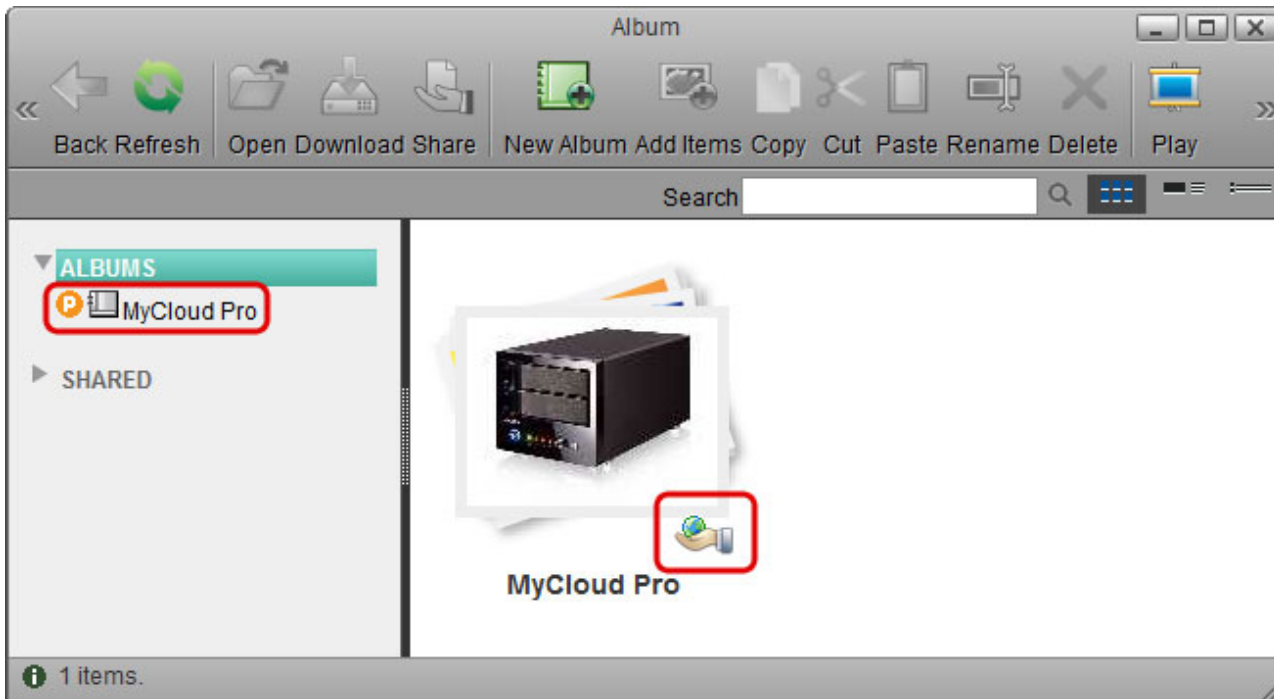 Album
Back Refresh Open Download Share New Album Add Items Copy Cut Paste Rename Delete Play
Search
ALBUMS
P MyCloud Pro
SHARED
MyCloud Pro
1 items.